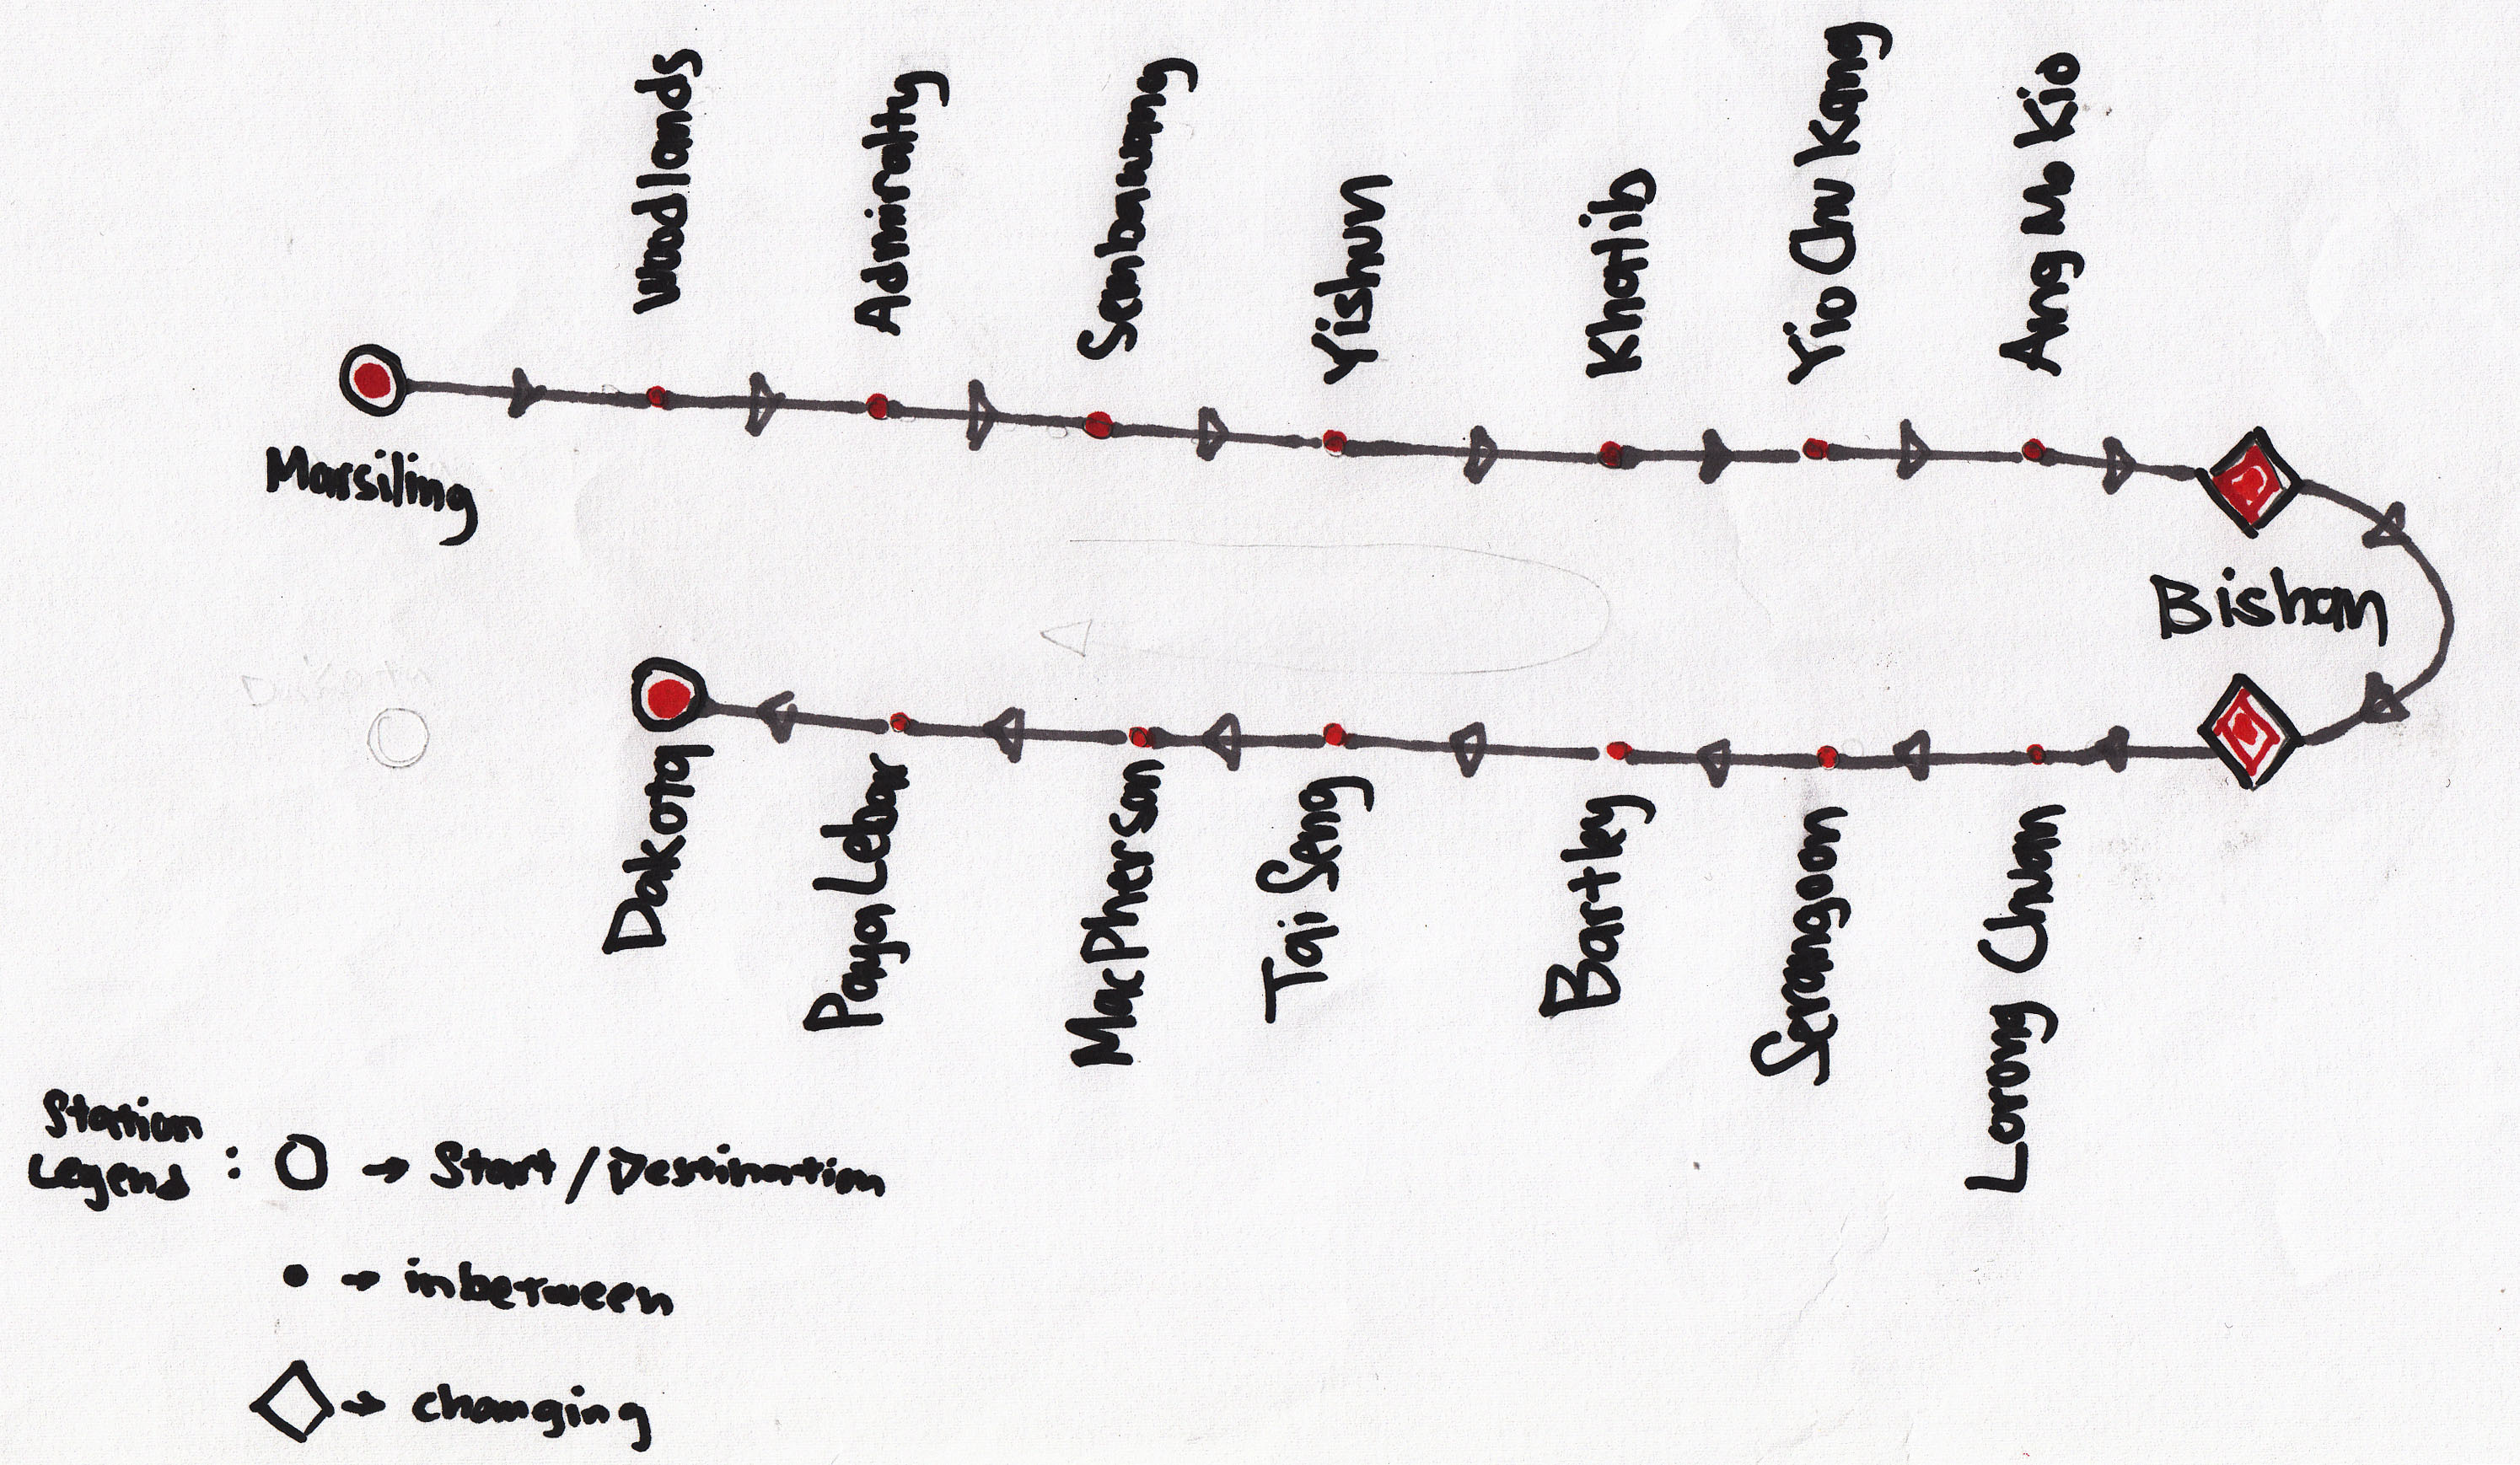 Woodlands
Admiralty
Sembawang
Yishun
Khatib
Yio Chu Kang
Ang Mo Kio
Marsiling
Bishan
Dakota
Paya Lebar
MacPherson
Tai Seng
Bartley
Serangoon
Lorong Chuan
Station
Legend :
→ Start / Destination
→ inbetween
→ changing